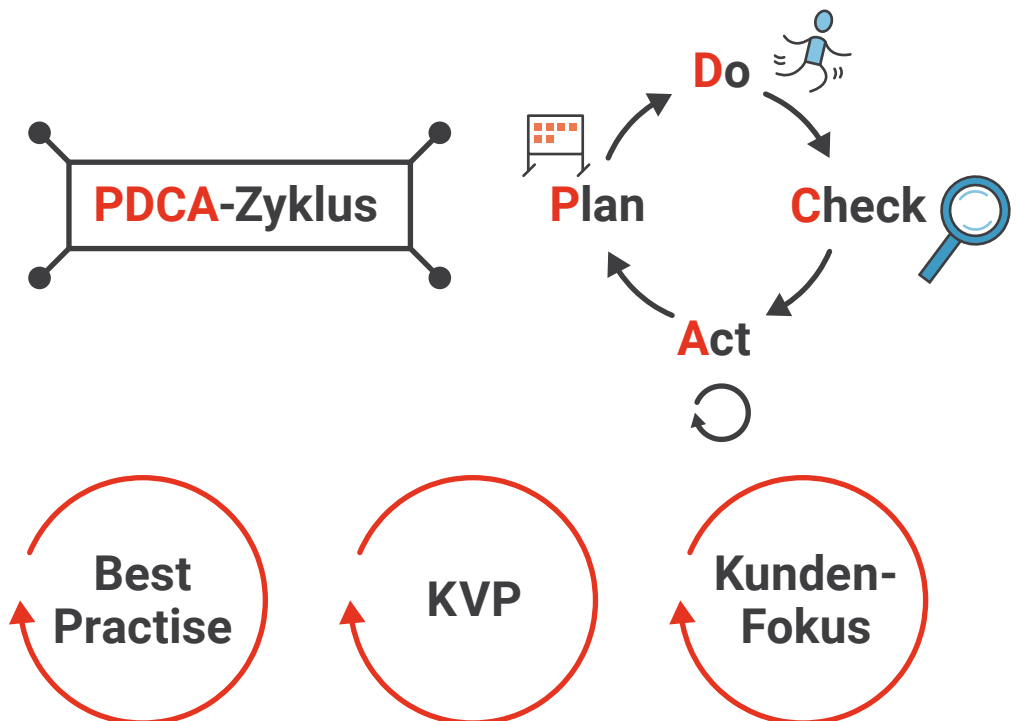 PDCA-Zyklus
Do
Plan
Check
Act
Best
Practise
KVP
Kunden-
Fokus